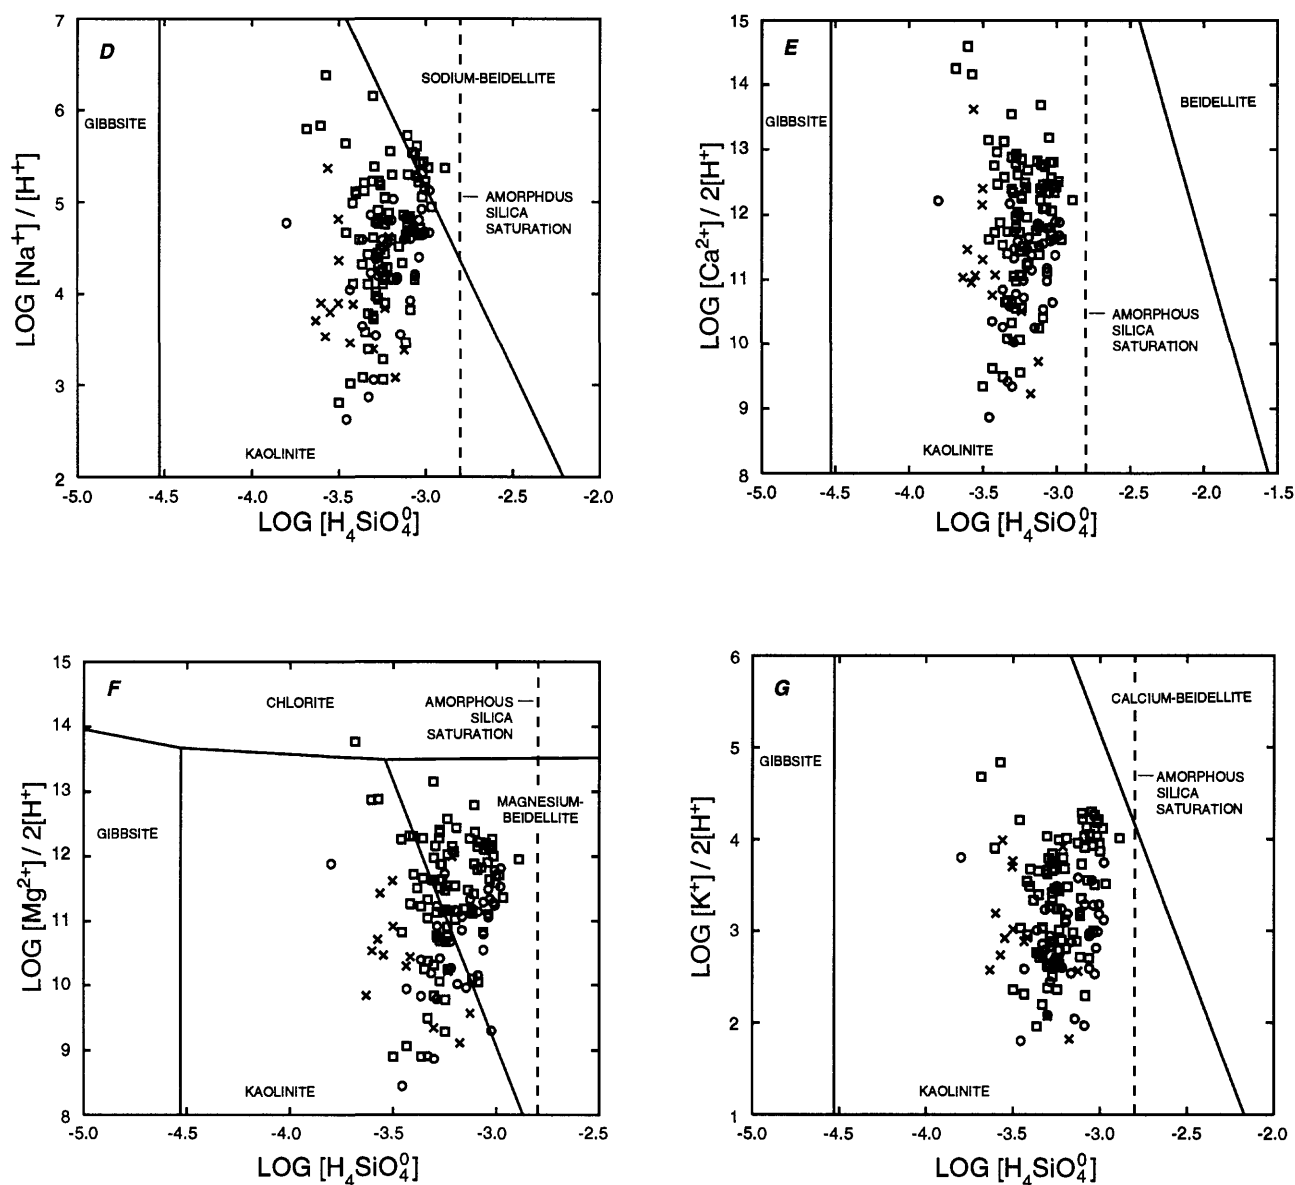 D
7
6
5
4
3
2
LOG [Na⁺] / [H⁺]
GIBBSITE
SODIUM-BEIDELLITE
AMORPHDUS
SILICA
SATURATION
KAOLINITE
-5.0 -4.0 -3.5 -3.0 -2.5 -2.0
LOG [H₄SiO₄⁰]
E
15
14
13
12
11
10
9
8
LOG [Ca²⁺] / 2[H⁺]
GIBBSITE
BEIDELLITE
AMORPHOUS
SILICA
SATURATION
KAOLINITE
-5.0 -4.5 -4.0 -3.5 -3.0 -2.5 -2.0 -1.5
LOG [H₄SiO₄⁰]
F
15
14
13
12
11
10
9
8
LOG [Mg²⁺] / 2[H⁺]
CHLORITE
AMORPHOUS
SILICA
SATURATION
MAGNESIUM-
BEIDELLITE
GIBBSITE
KAOLINITE
-5.0 -4.5 -4.0 -3.5 -3.0 -2.5
LOG [H₄SiO₄⁰]
G
6
5
4
3
2
1
LOG [K⁺] / 2[H⁺]
CALCIUM-BEIDELLITE
GIBBSITE
AMORPHOUS
SILICA
SATURATION
KAOLINITE
-5.0 -4.5 -4.0 -3.5 -3.0 -2.5 -2.0
LOG [H₄SiO₄⁰]